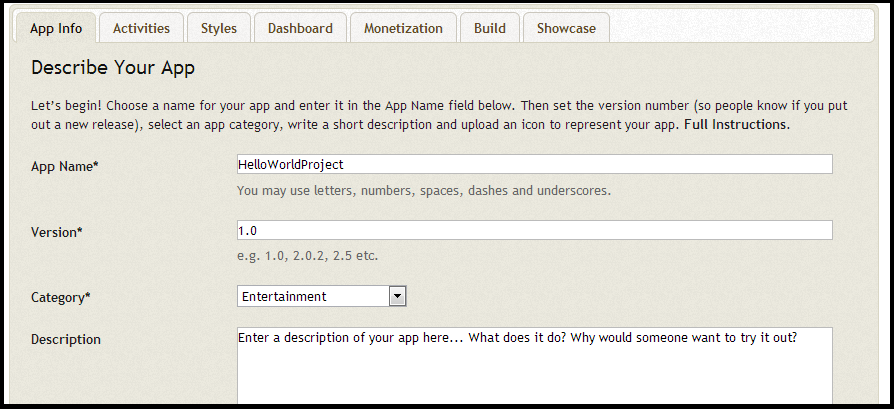 App Info Activities Styles Dashboard Monetization Build Showcase
Describe Your App
Let's begin! Choose a name for your app and enter it in the App Name field below. Then set the version number (so people know if you put
out a new release), select an app category, write a short description and upload an icon to represent your app. Full Instructions.
App Name* HelloWorldProject
You may use letters, numbers, spaces, dashes and underscores.
Version* 1.0
e.g. 1.0, 2.0.2, 2.5 etc.
Category* Entertainment
Description Enter a description of your app here... What does it do? Why would someone want to try it out?